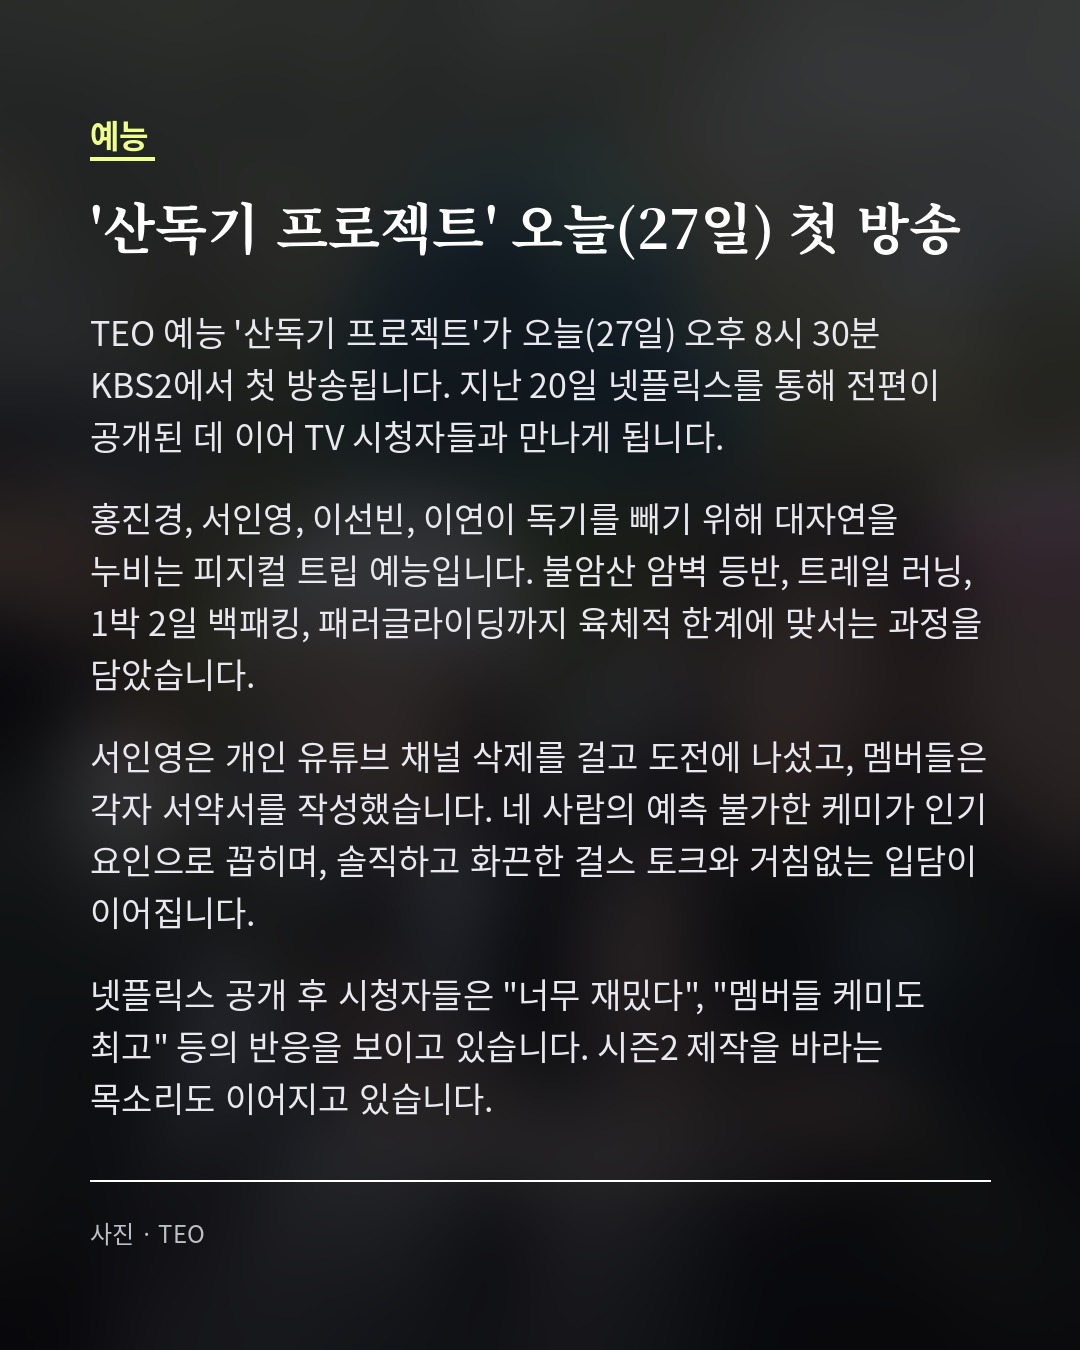 예능
'산독기 프로젝트' 오늘(27일) 첫 방송
TEO 예능 '산독기 프로젝트'가 오늘(27일) 오후 8시 30분
KBS2에서 첫 방송됩니다. 지난 20일 넷플릭스를 통해 전편이
공개된 데 이어 TV 시청자들과 만나게 됩니다.
홍진경, 서인영, 이선빈, 이연이 독기를 빼기 위해 대자연을
누비는 피지컬 트립 예능입니다. 불암산 암벽 등반, 트레일 러닝,
1박 2일 백패킹, 패러글라이딩까지 육체적 한계에 맞서는 과정을
담았습니다.
서인영은 개인 유튜브 채널 삭제를 걸고 도전에 나섰고, 멤버들은
각자 서약서를 작성했습니다. 네 사람의 예측 불가한 케미가 인기
요인으로 꼽히며, 솔직하고 화끈한 걸스 토크와 거침없는 입담이
이어집니다.
넷플릭스 공개 후 시청자들은 "너무 재밌다", "멤버들 케미도
최고" 등의 반응을 보이고 있습니다. 시즌2 제작을 바라는
목소리도 이어지고 있습니다.
사진 · TEO